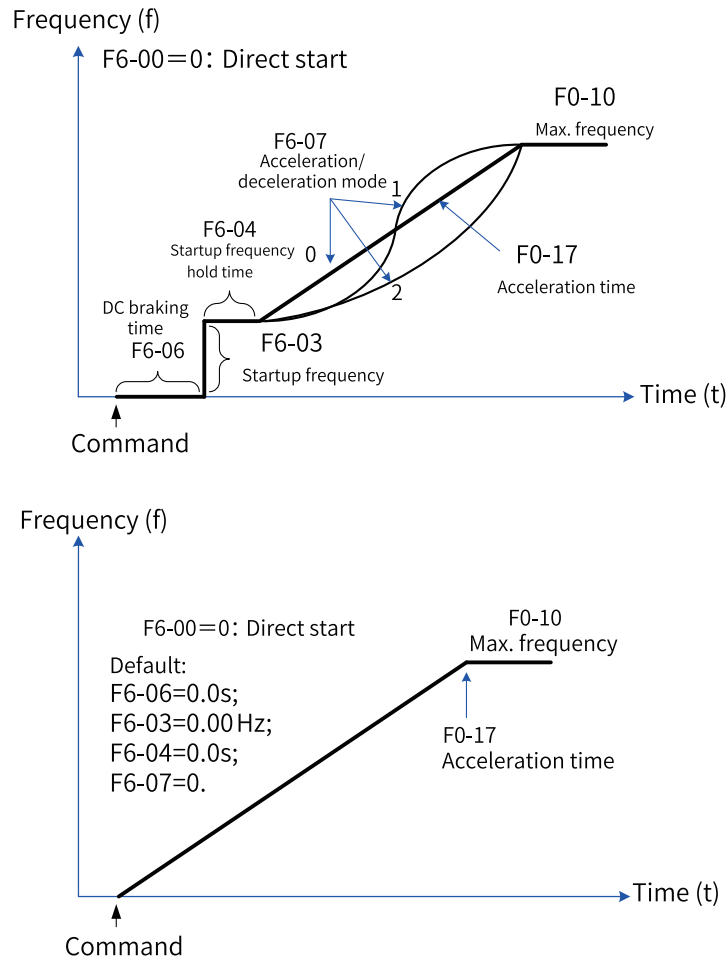 Frequency (f)
F6-00＝0： Direct start
F0-10
Max. frequency
F6-07
Acceleration/
deceleration mode
1
F6-04
Startup frequency
hold time
0
F0-17
Acceleration time
2
DC braking
time
F6-06
F6-03
Startup frequency
Time (t)
Command
Frequency (f)
F6-00＝0： Direct start
F0-10
Max. frequency
Default:
F6-06=0.0s;
F6-03=0.00Hz;
F6-04=0.0s;
F6-07=0.
F0-17
Acceleration time
Time (t)
Command